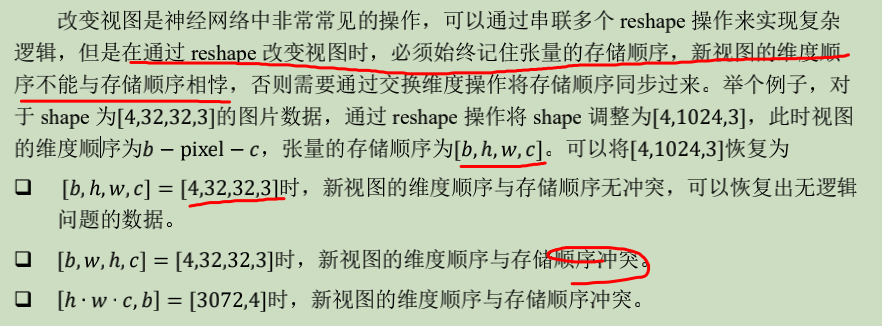 改变视图是神经网络中非常常见的操作，可以通过串联多个 reshape 操作来实现复杂
逻辑，但是在通过 reshape 改变视图时，必须始终记住张量的存储顺序，新视图的维度顺
序不能与存储顺序相悖，否则需要通过交换维度操作将存储顺序同步过来。举个例子，对
于 shape 为[4,32,32,3]的图片数据，通过 reshape 操作将 shape 调整为[4,1024,3]，此时视图
的维度顺序为b − pixel − c，张量的存储顺序为[b, h, w, c]。可以将[4,1024,3]恢复为
❑ [b, h, w, c] = [4,32,32,3]时，新视图的维度顺序与存储顺序无冲突，可以恢复出无逻辑
问题的数据。
❑ [b, w, h, c] = [4,32,32,3]时，新视图的维度顺序与存储顺序冲突。
❑ [h · w · c, b] = [3072,4]时，新视图的维度顺序与存储顺序冲突。